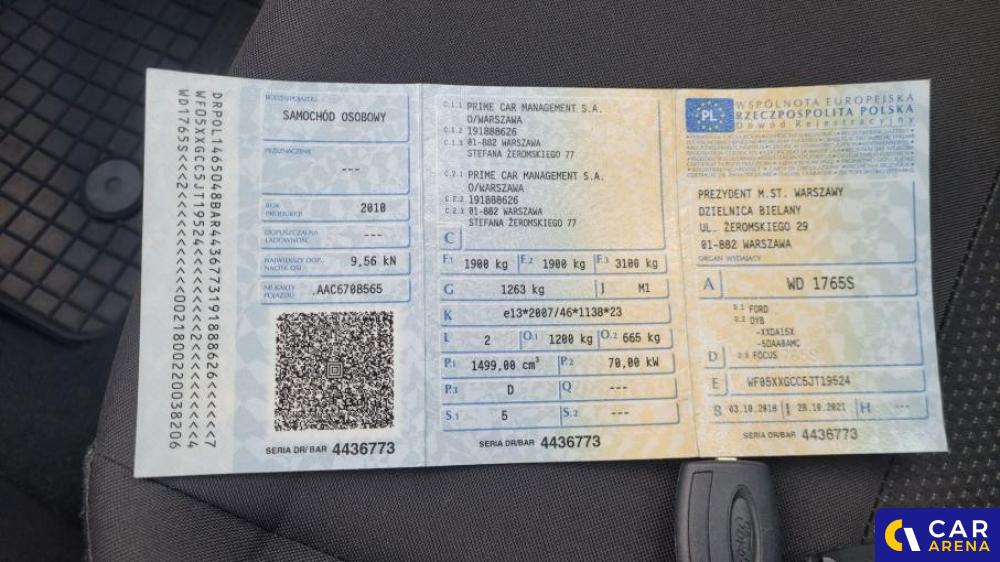 DRPOL1465048BAR4436773191888626<<<<<7
WF05XXGCC5JT19524<<<<<<<<<<<<<<<<<<4
WD1765S<<2<<<<<<<<<<<<0021800220038206
RODZAJ POJAZDU
SAMOCHÓD OSOBOWY
PRZEZNACZENIE
---
ROK PRODUKCJI 2018
DOPUSZCZALNA ŁADOWNOŚĆ ---
NAJWIĘKSZY DOP. NACISK OSI 9,56 kN
NR KARTY POJAZDU .AAC6708565
SERIA DR/BAR 4436773
C.1.1 PRIME CAR MANAGEMENT S.A.
O/WARSZAWA
C.1.2 191888626
C.1.3 01-882 WARSZAWA
STEFANA ŻEROMSKIEGO 77
C.2.1 PRIME CAR MANAGEMENT S.A.
O/WARSZAWA
C.2.2 191888626
C.2.3 01-882 WARSZAWA
STEFANA ŻEROMSKIEGO 77
C
F.1 1900 kg F.2 1900 kg F.3 3100 kg
G 1263 kg J M1
K e13*2007/46*1138*23
L 2 O.1 1200 kg O.2 665 kg
P.1 1499,00 cm³ P.2 70,00 kW
P.3 D Q ---
S.1 5 S.2 ---
SERIA DR/BAR 4436773
PL
WSPÓLNOTA EUROPEJSKA
RZECZPOSPOLITA POLSKA
Dowód Rejestracyjny
PREZYDENT M.ST. WARSZAWY
DZIELNICA BIELANY
UL. ŻEROMSKIEGO 29
01-882 WARSZAWA
ORGAN WYDAJĄCY
A WD 1765S
D.1 FORD
D.2 DYB
-XXDA15X
-5DAA8AMC
D D.3 FOCUS
E WF05XXGCC5JT19524
B 03.10.2018 I 28.10.2021 H ---
SERIA DR/BAR 4436773
Ford
CAR
ARENA